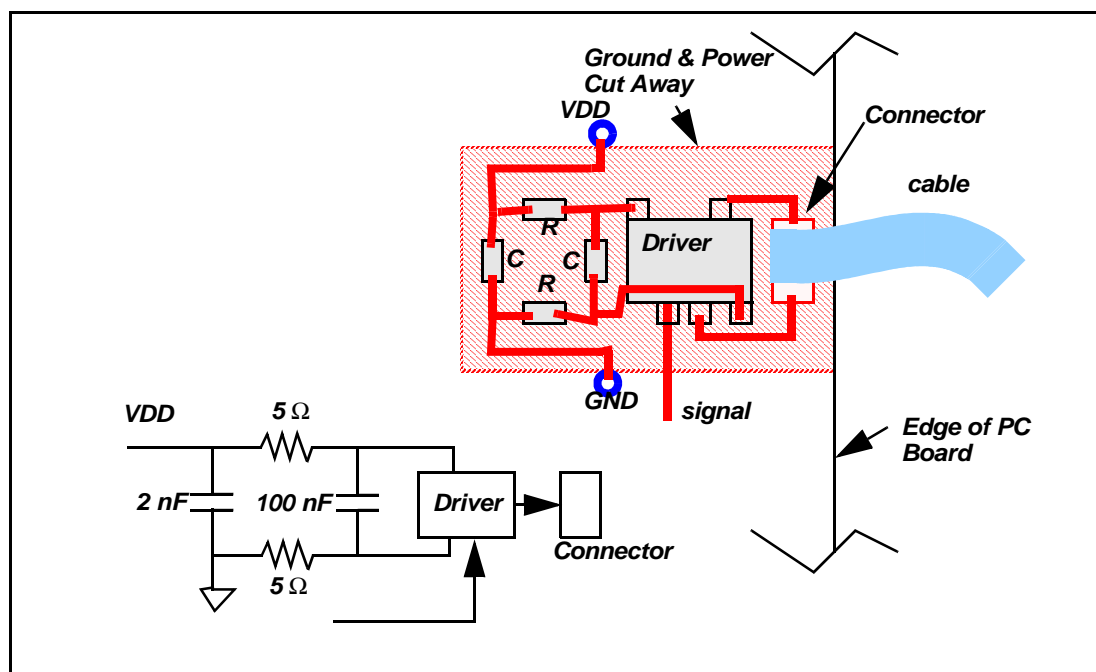 Ground & Power
Cut Away
VDD
Connector
cable
R
Driver
C
C
R
GND
signal
Edge of PC
Board
VDD
5 Ω
2 nF
100 nF
Driver
Connector
5 Ω